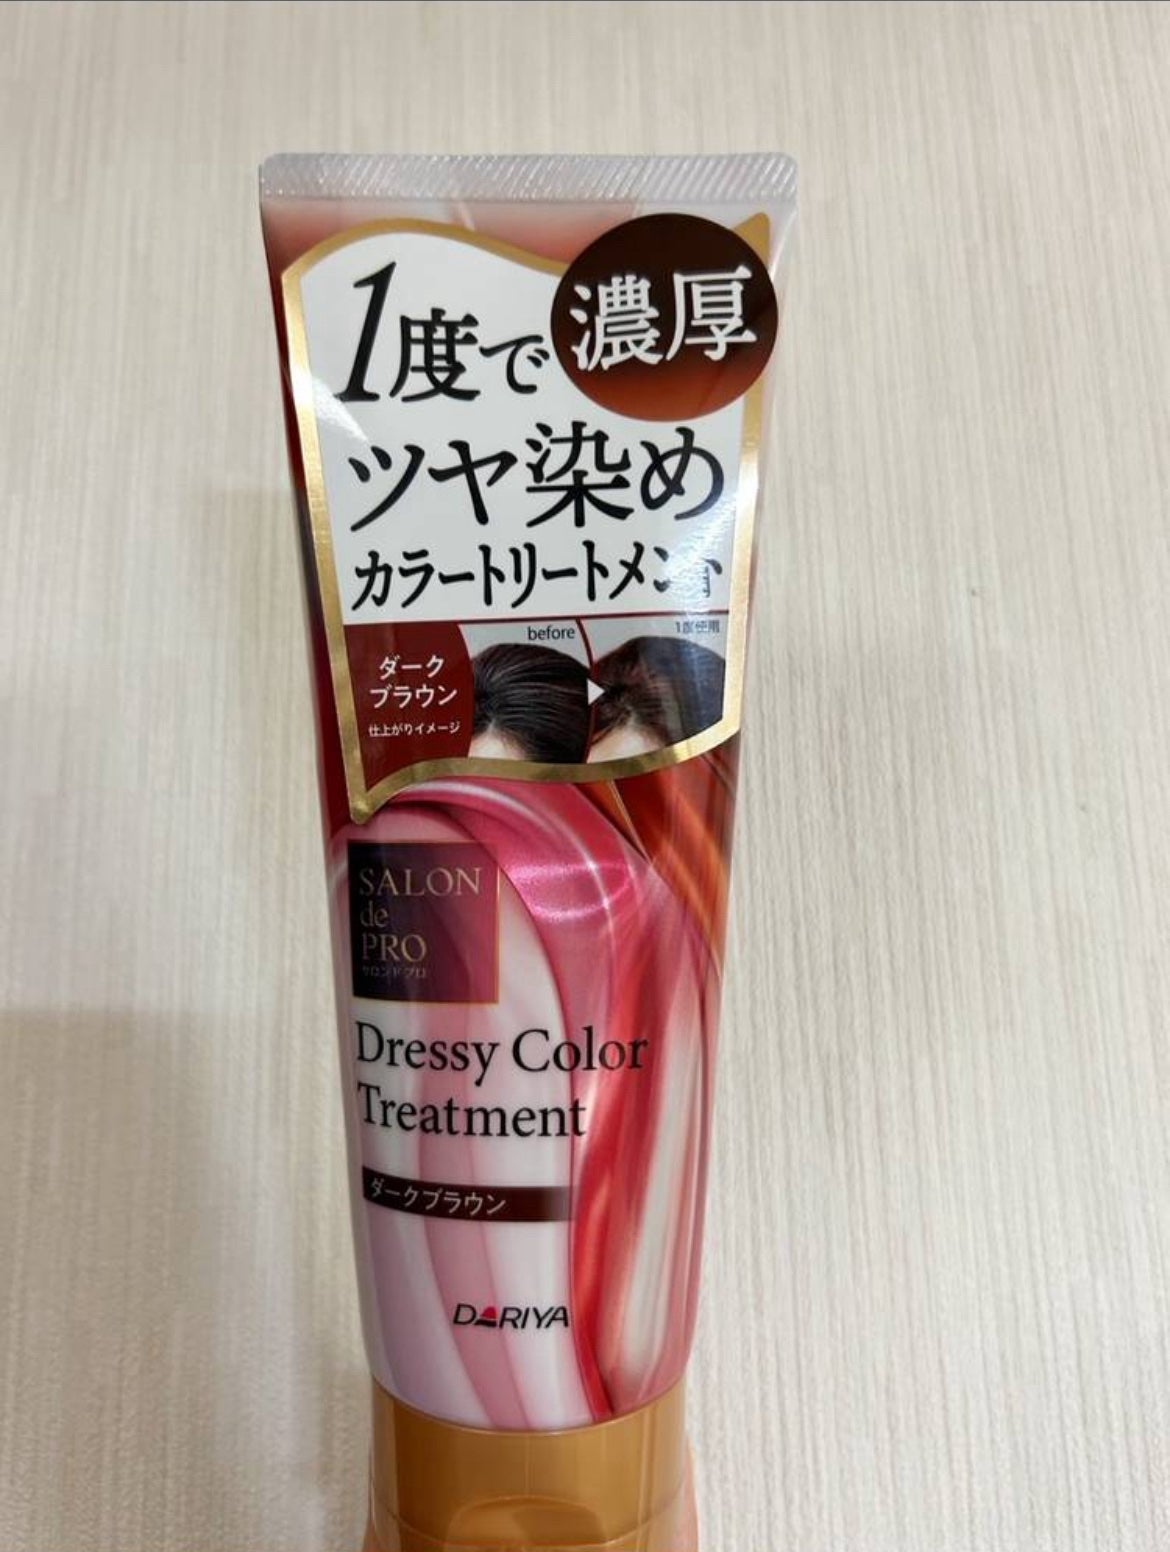 濃厚
1度で
ツヤ染め
カラートリートメント
before
1度使用
ダーク
ブラウン
仕上がりイメージ
SALON
de
PRO
サロンドプロ
Dressy Color
Treatment
ダークブラウン
DARIYA